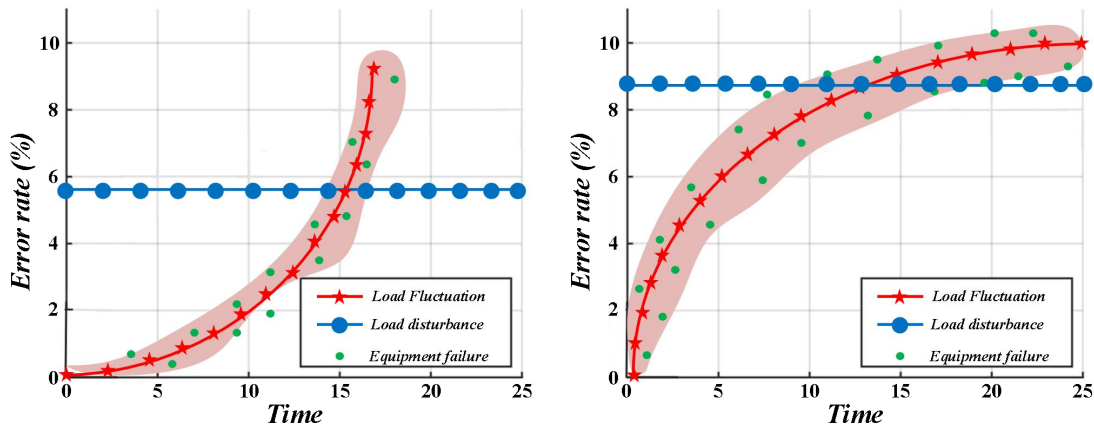 10
8
6
4
2
0
Error rate (%)
0 5 10 15 20 25
Time
Load Fluctuation
Load disturbance
Equipment failure
10
8
6
4
2
0
Error rate (%)
0 5 10 15 20 25
Time
Load Fluctuation
Load disturbance
Equipment failure